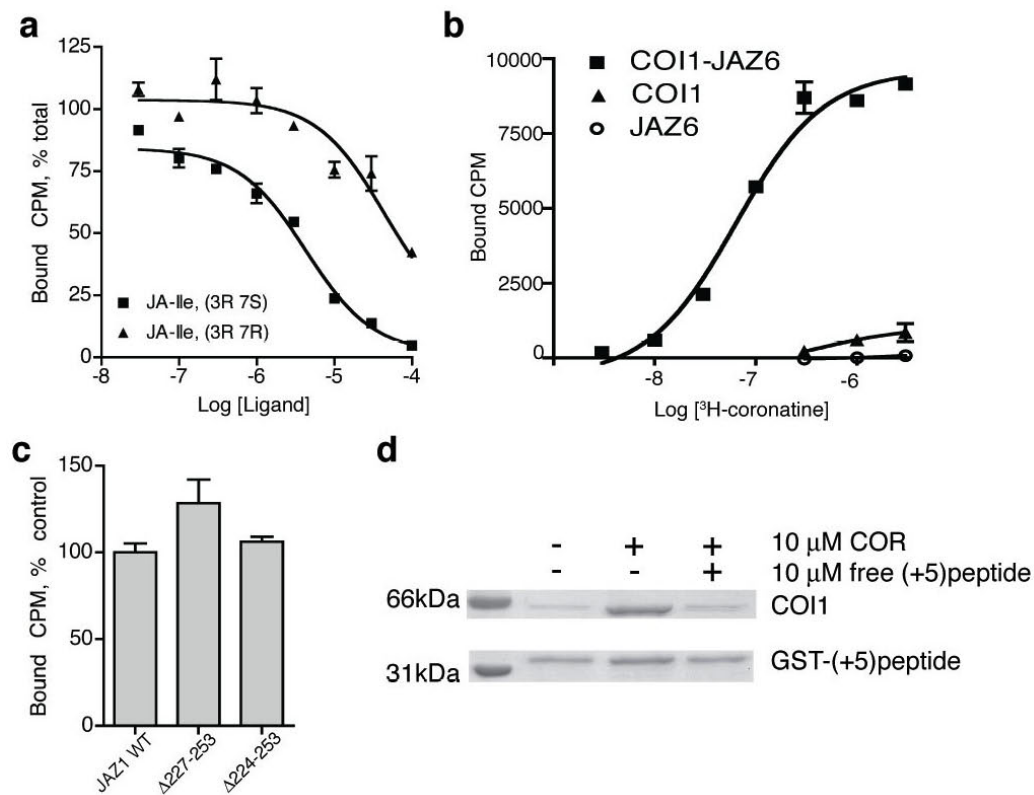 a
125
100
75
50
25
0
Bound CPM, % total
JA-Ile, (3R 7S)
JA-Ile, (3R 7R)
-8 -7 -6 -5 -4
Log [Ligand]
b
10000
7500
5000
2500
0
Bound CPM
COI1-JAZ6
COI1
JAZ6
-8 -7 -6
Log [³H-coronatine]
c
150
100
50
0
Bound CPM, % control
JAZ1 WT
Δ227-253
Δ224-253
d
- + + 10 μM COR
- - + 10 μM free (+5)peptide
66kDa COI1
31kDa GST-(+5)peptide